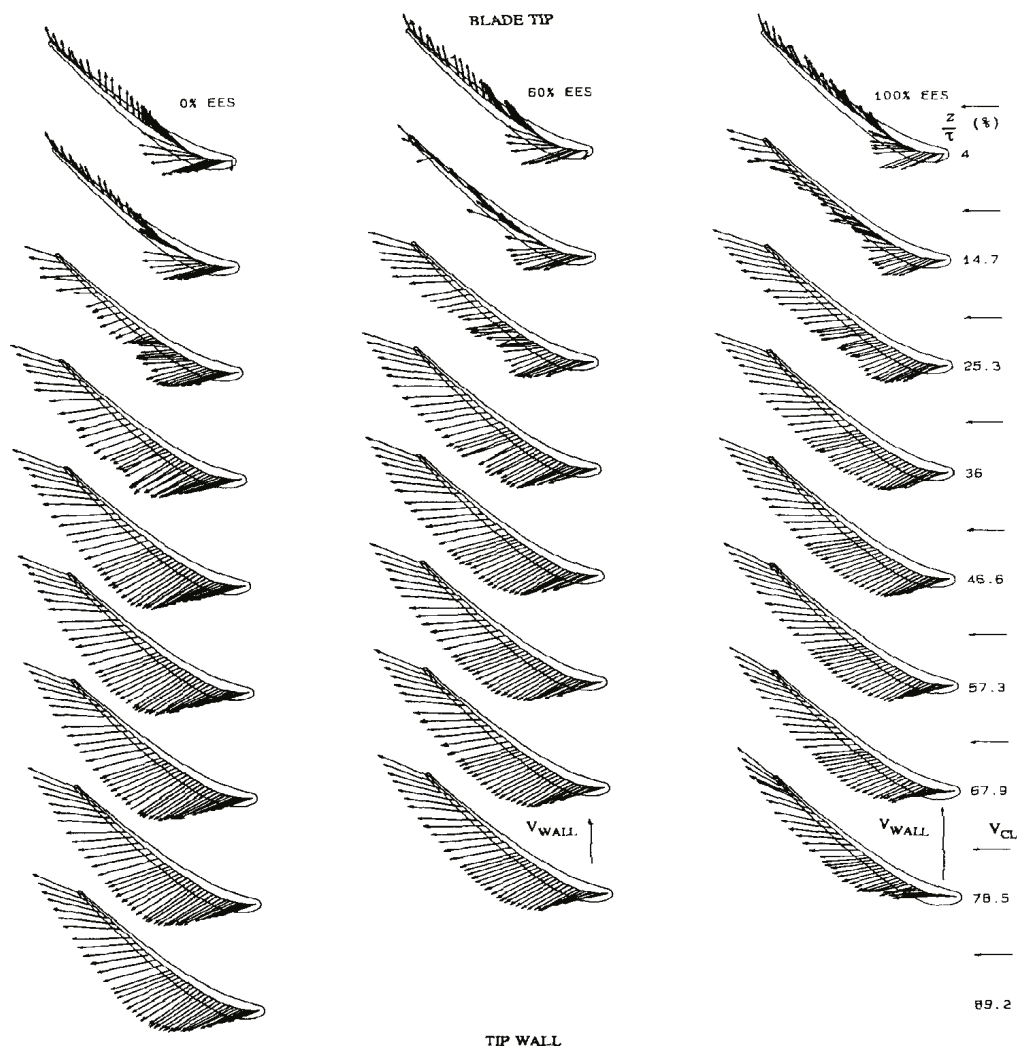 BLADE TIP
0% EES
60% EES
100% EES
z/τ (%)
4
14.7
25.3
36
46.6
57.3
67.9
V_WALL
V_WALL
V_CL
78.5
89.2
TIP WALL